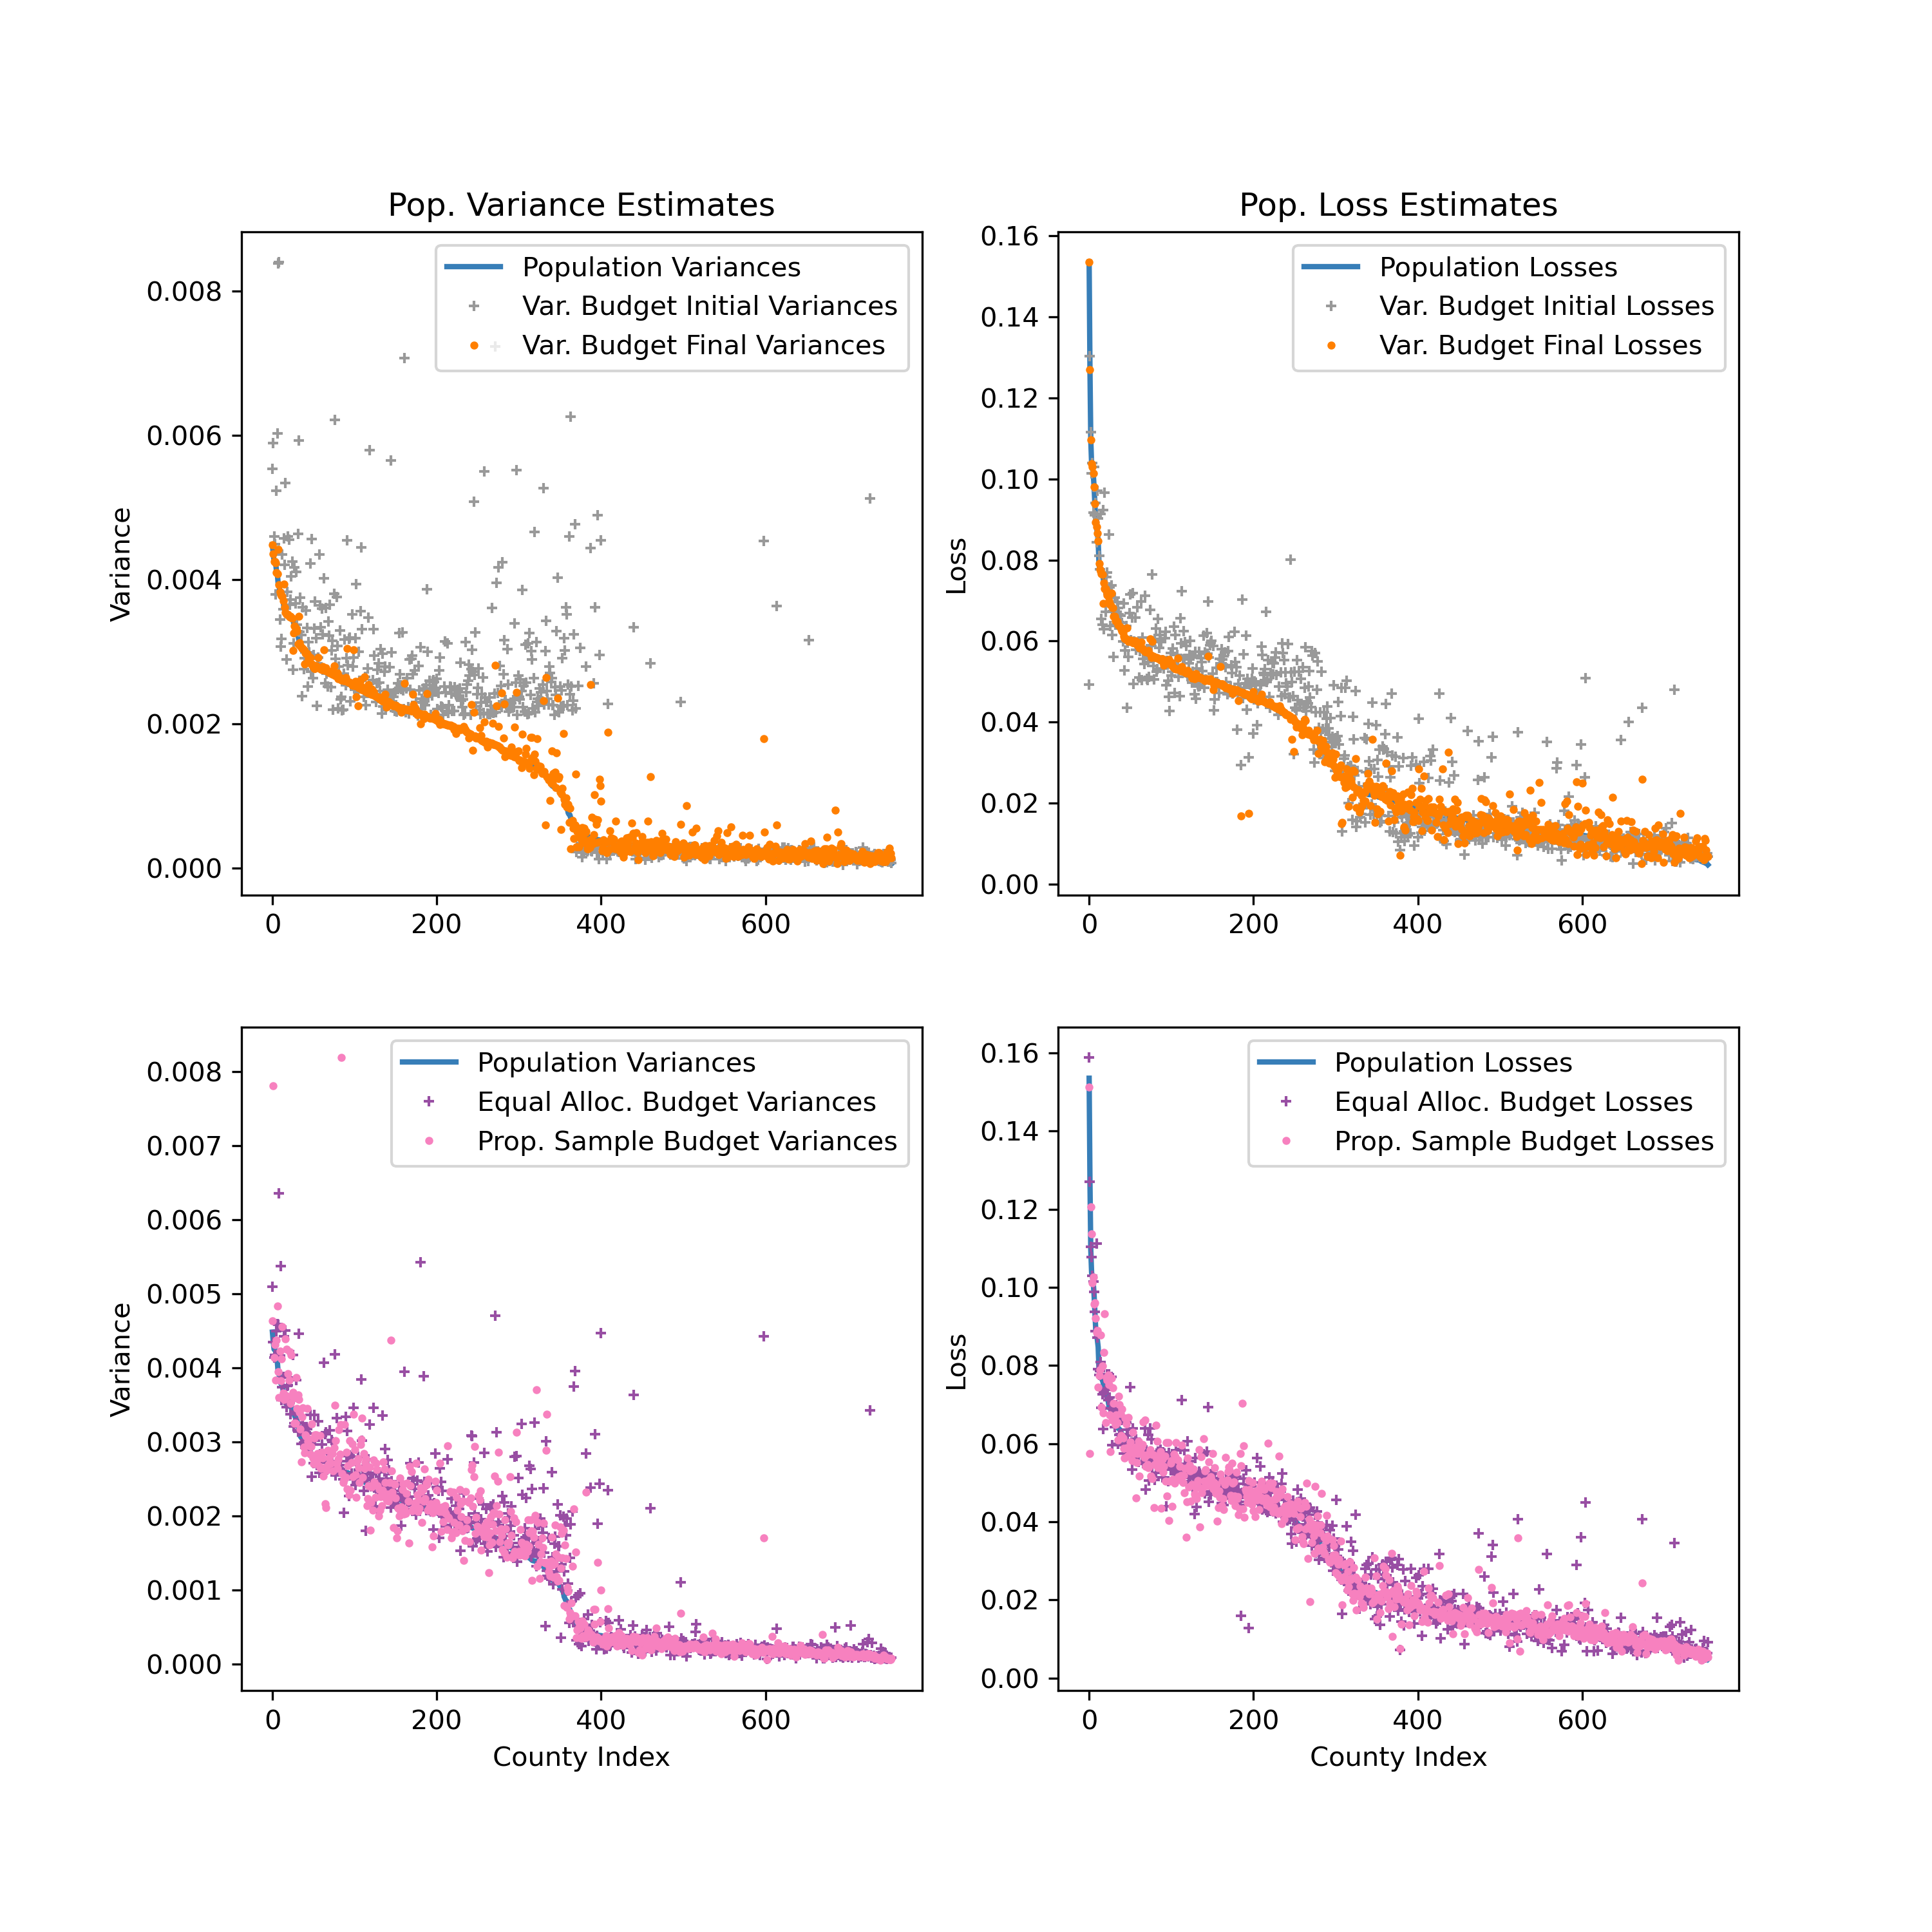 Pop. Variance Estimates
Population Variances
Var. Budget Initial Variances
Var. Budget Final Variances
Variance
0.008
0.006
0.004
0.002
0.000
0 200 400 600
Pop. Loss Estimates
Population Losses
Var. Budget Initial Losses
Var. Budget Final Losses
Loss
0.16
0.14
0.12
0.10
0.08
0.06
0.04
0.02
0.00
0 200 400 600
Population Variances
Equal Alloc. Budget Variances
Prop. Sample Budget Variances
Variance
0.008
0.007
0.006
0.005
0.004
0.003
0.002
0.001
0.000
0 200 400 600
County Index
Population Losses
Equal Alloc. Budget Losses
Prop. Sample Budget Losses
Loss
0.16
0.14
0.12
0.10
0.08
0.06
0.04
0.02
0.00
0 200 400 600
County Index